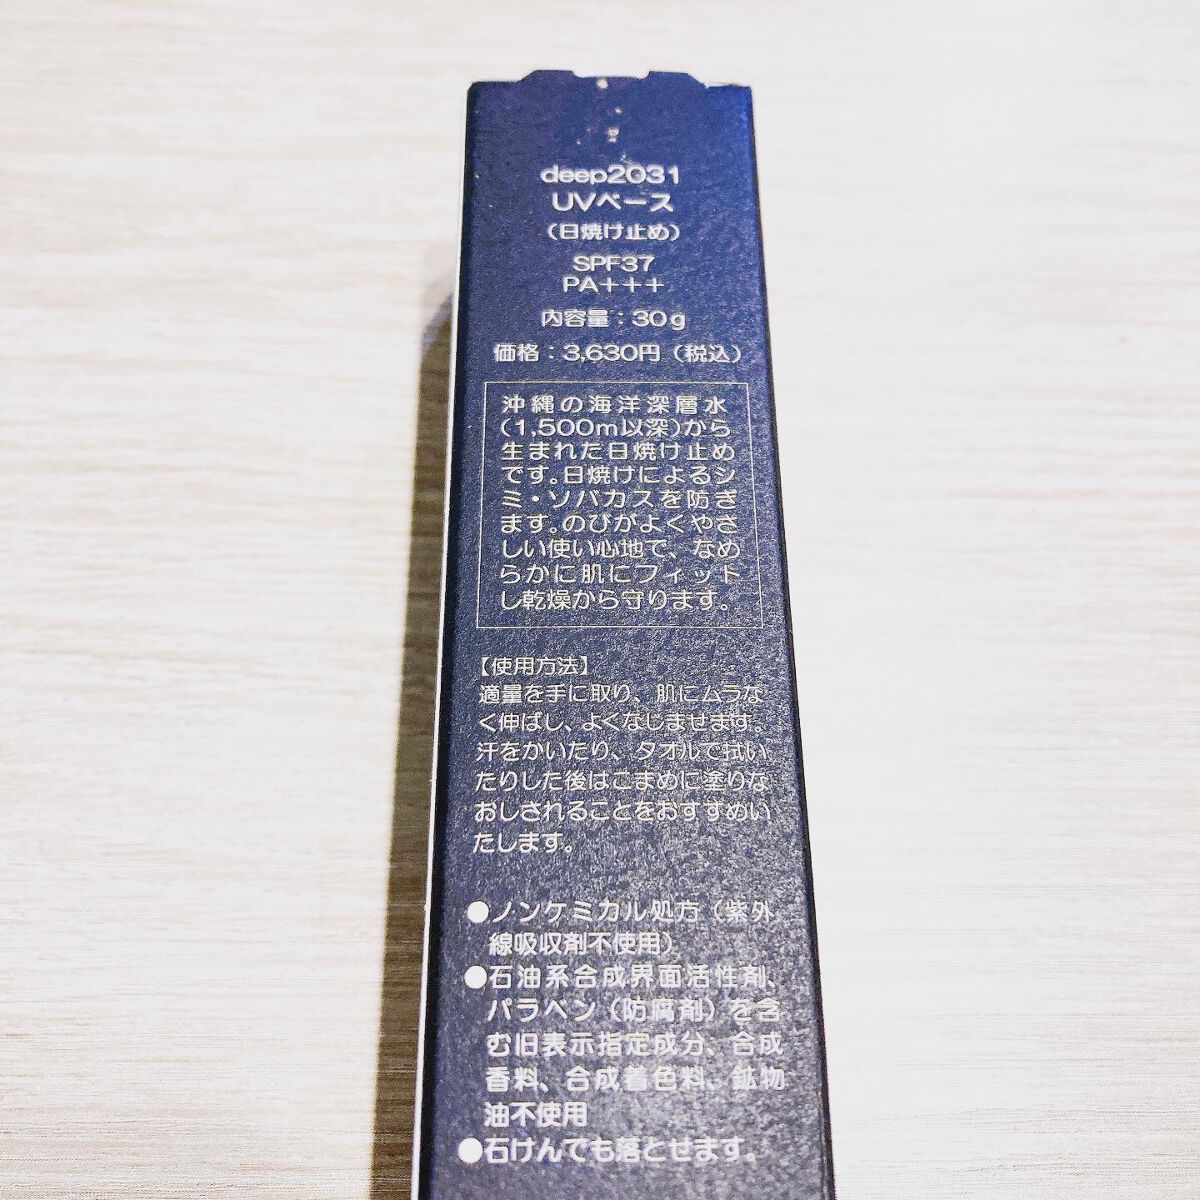 deep2031
UVベース
(日焼け止め)
SPF37
PA+++
内容量：30g
価格：3,630円（税込）
沖縄の海洋深層水
(1,500m以深)から
生まれた日焼け止め
です。日焼けによるシ
ミ・ソバカスを防ぎ
ます。のびがよくやさ
しい使い心地で、なめ
らかに肌にフィット
し乾燥から守ります。
【使用方法】
適量を手に取り、肌にムラな
く伸ばし、よくなじませます。
汗をかいたり、タオルで拭い
たりした後はこまめに塗りな
おしされることをおすすめい
たします。
●ノンケミカル処方（紫外
線吸収剤不使用）
●石油系合成界面活性剤、
パラベン（防腐剤）を含
む旧表示指定成分、合成
香料、合成着色料、鉱物
油不使用
●石けんでも落とせます。